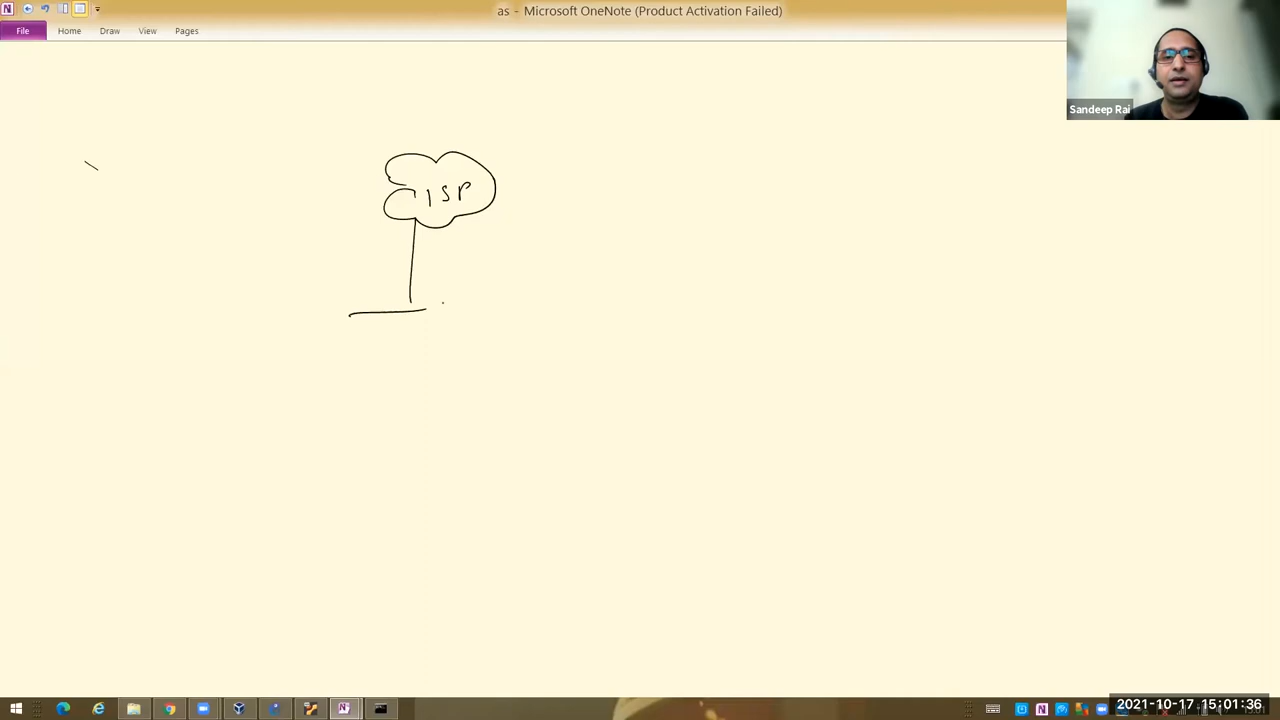 as - Microsoft OneNote (Product Activation Failed)
File Home Draw View Pages
Sandeep Rai
ISP
2021-10-17 15:01:36